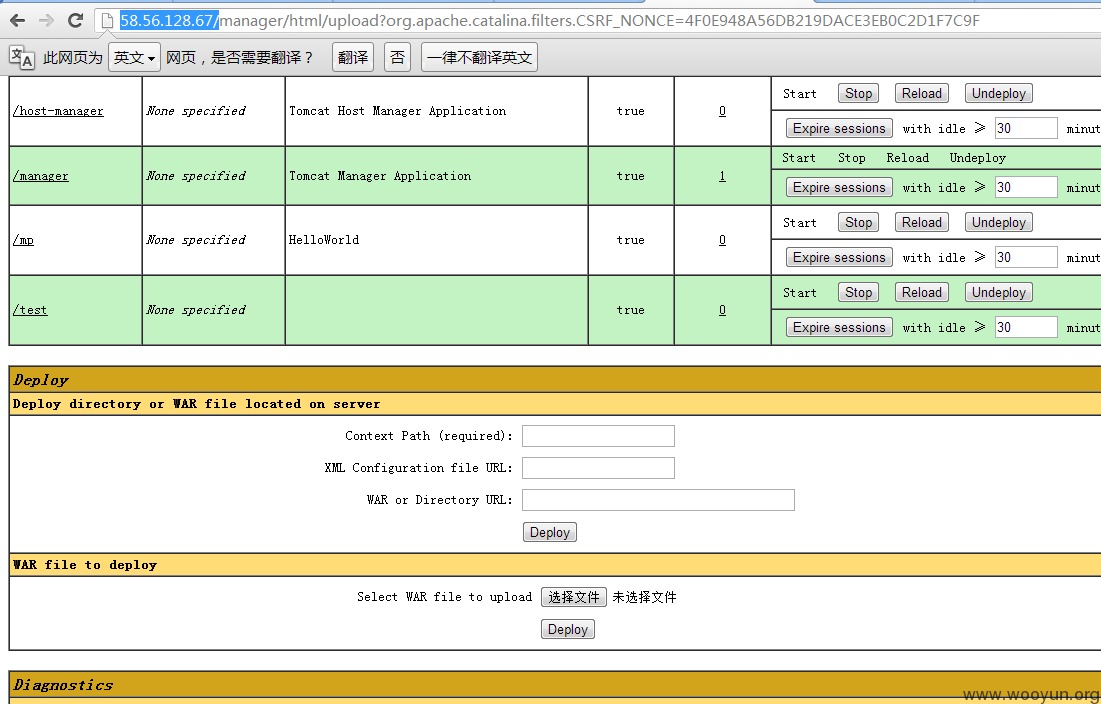 58.56.128.67/manager/html/upload?org.apache.catalina.filters.CSRF_NONCE=4F0E948A56DB219DACE3EB0C2D1F7C9F
此网页为 英文 网页，是否需要翻译？ 翻译 否 一律不翻译英文
/host-manager None specified Tomcat Host Manager Application true 0 Start Stop Reload Undeploy
Expire sessions with idle ≥ 30 minut
/manager None specified Tomcat Manager Application true 1 Start Stop Reload Undeploy
Expire sessions with idle ≥ 30 minut
/mp None specified HelloWorld true 0 Start Stop Reload Undeploy
Expire sessions with idle ≥ 30 minut
/test None specified true 0 Start Stop Reload Undeploy
Expire sessions with idle ≥ 30 minut
Deploy
Deploy directory or WAR file located on server
Context Path (required):
XML Configuration file URL:
WAR or Directory URL:
Deploy
WAR file to deploy
Select WAR file to upload 选择文件 未选择文件
Deploy
Diagnostics
www.wooyun.org